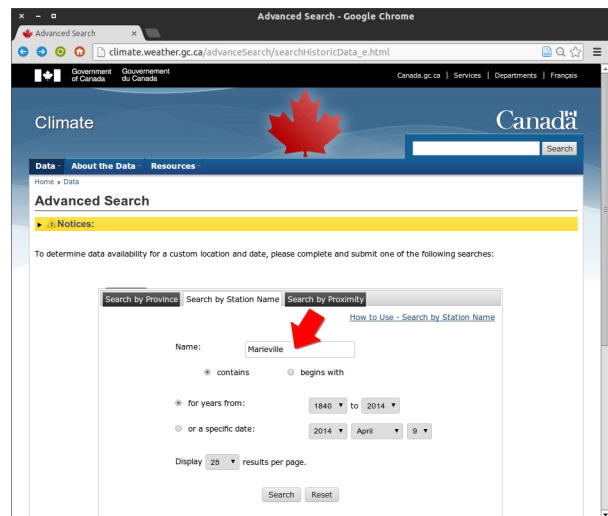 Advanced Search - Google Chrome
Advanced Search
climate.weather.gc.ca/advanceSearch/searchHistoricData_e.html
Government of Canada Gouvernement du Canada
Canada.gc.ca | Services | Departments | Français
Climate
Canada
Search
Data About the Data Resources
Home » Data
Advanced Search
Notices:
To determine data availability for a custom location and date, please complete and submit one of the following searches:
Search by Province Search by Station Name Search by Proximity
How to Use - Search by Station Name
Name: Marieville
contains begins with
for years from: 1840 to 2014
or a specific date: 2014 April 9
Display 25 results per page.
Search Reset